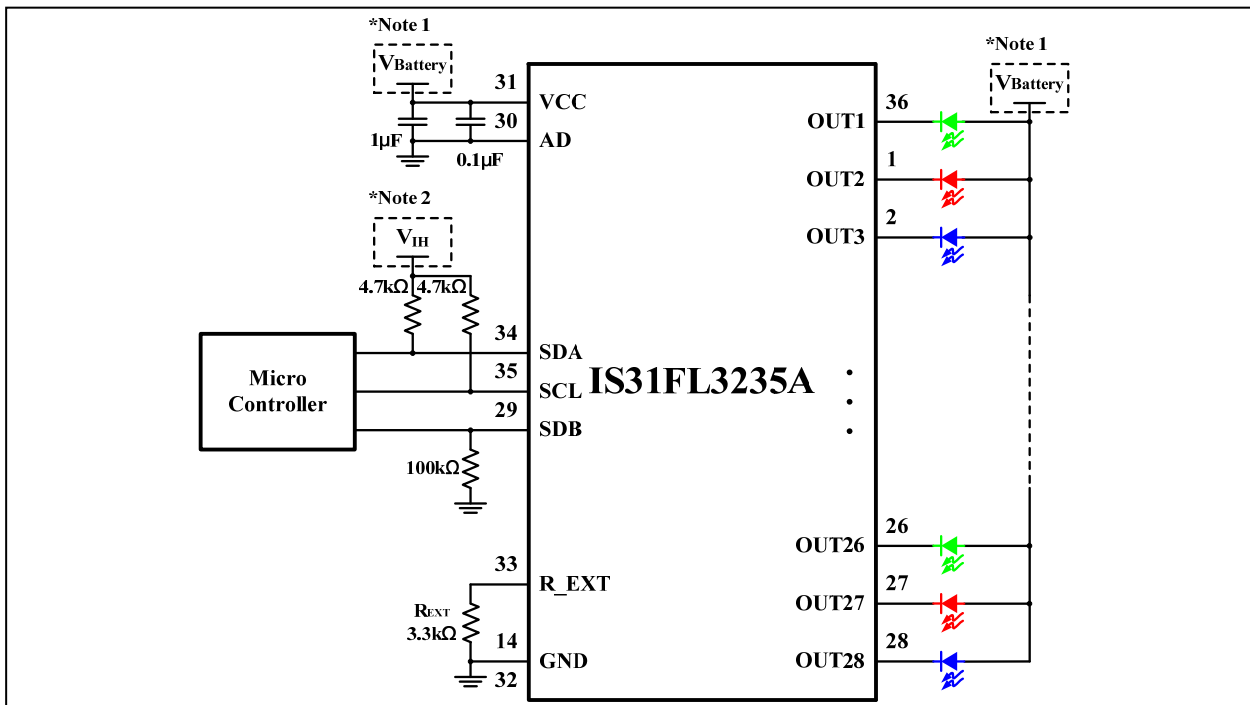 *Note 1
VBattery
31
VCC
30
AD
1µF
0.1µF
*Note 2
VIH
4.7kΩ 4.7kΩ
Micro
Controller
34
SDA
35
SCL
29
SDB
100kΩ
33
R_EXT
REXT
3.3kΩ
14
GND
32
IS31FL3235A
*Note 1
VBattery
36
OUT1
1
OUT2
2
OUT3
26
OUT26
27
OUT27
28
OUT28